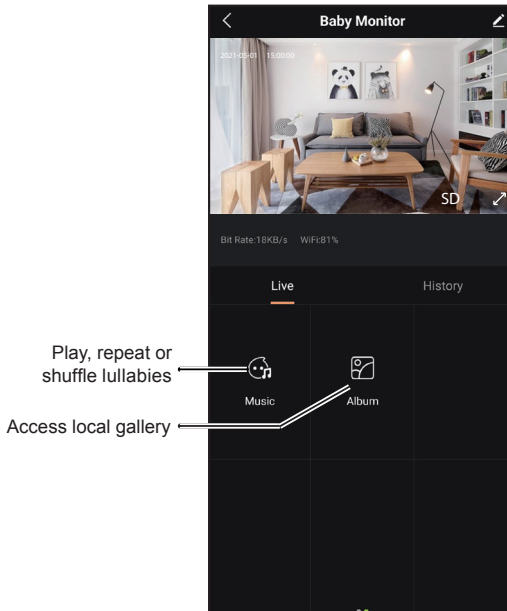 Baby Monitor
2021-05-01 15:00:00
SD
Bit Rate:18KB/s WiFi:81%
Live History
Play, repeat or
shuffle lullabies
Music Album
Access local gallery